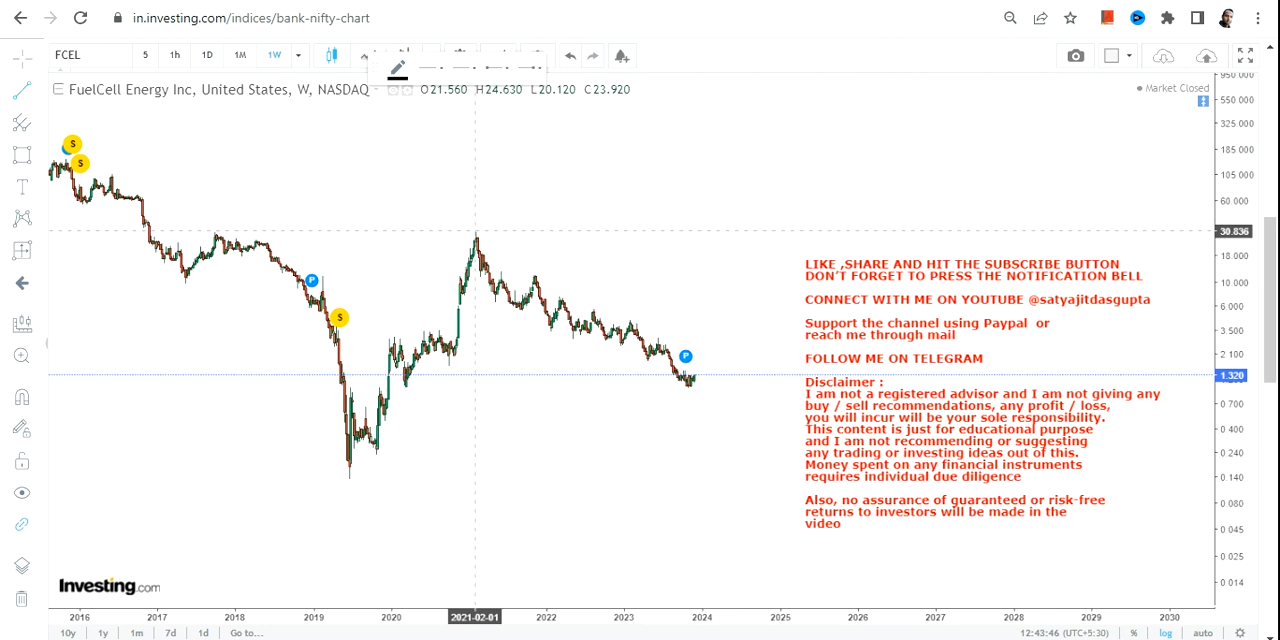 in.investing.com/indices/bank-nifty-chart
FCEL 5 1h 1D 1M 1W
FuelCell Energy Inc, United States, W, NASDAQ O21.560 H24.630 L20.120 C23.920
Market Closed
950 000
550 000
325 000
185 000
105 000
60 000
30.836
18 000
10 000
6 000
3 500
2 100
1.320
0 700
0 400
0 240
0 140
0 080
0 045
0 025
0 014
S
S
P
S
P
LIKE ,SHARE AND HIT THE SUBSCRIBE BUTTON
DON'T FORGET TO PRESS THE NOTIFICATION BELL
CONNECT WITH ME ON YOUTUBE @satyajitdasgupta
Support the channel using Paypal or
reach me through mail
FOLLOW ME ON TELEGRAM
Disclaimer :
I am not a registered advisor and I am not giving any
buy / sell recommendations, any profit / loss,
you will incur will be your sole responsibility.
This content is just for educational purpose
and I am not recommending or suggesting
any trading or investing ideas out of this.
Money spent on any financial instruments
requires individual due diligence
Also, no assurance of guaranteed or risk-free
returns to investors will be made in the
video
Investing.com
2016 2017 2018 2019 2020 2021-02-01 2022 2023 2024 2025 2026 2027 2028 2029 2030
10y 1y 1m 7d 1d Go to... 12:43:46 (UTC+5:30) % log auto